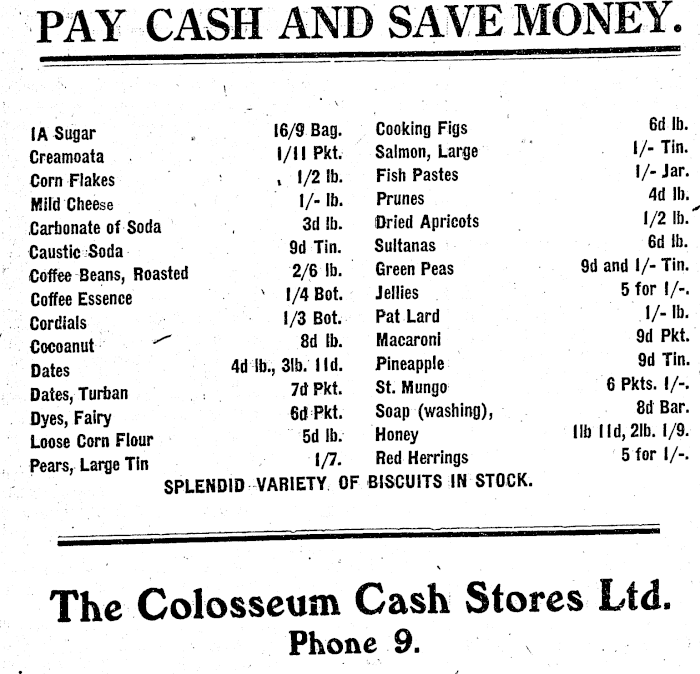 PAY CASH AND SAVE MONEY.
1A Sugar 16/9 Bag.
Creamoata 1/11 Pkt.
Corn Flakes 1/2 lb.
Mild Cheese 1/- lb.
Carbonate of Soda 3d lb.
Caustic Soda 9d Tin.
Coffee Beans, Roasted 2/6 lb.
Coffee Essence 1/4 Bot.
Cordials 1/3 Bot.
Cocoanut 8d lb.
Dates 4d lb., 3lb. 11d.
Dates, Turban 7d Pkt.
Dyes, Fairy 6d Pkt.
Loose Corn Flour 5d lb.
Pears, Large Tin 1/7.
Cooking Figs 6d lb.
Salmon, Large 1/- Tin.
Fish Pastes 1/- Jar.
Prunes 4d lb.
Dried Apricots 1/2 lb.
Sultanas 6d lb.
Green Peas 9d and 1/- Tin.
Jellies 5 for 1/-.
Pat Lard 1/- lb.
Macaroni 9d Pkt.
Pineapple 9d Tin.
St. Mungo 6 Pkts. 1/-.
Soap (washing), 8d Bar.
Honey 1lb 11d, 2lb. 1/9.
Red Herrings 5 for 1/-.
SPLENDID VARIETY OF BISCUITS IN STOCK.
The Colosseum Cash Stores Ltd.
Phone 9.